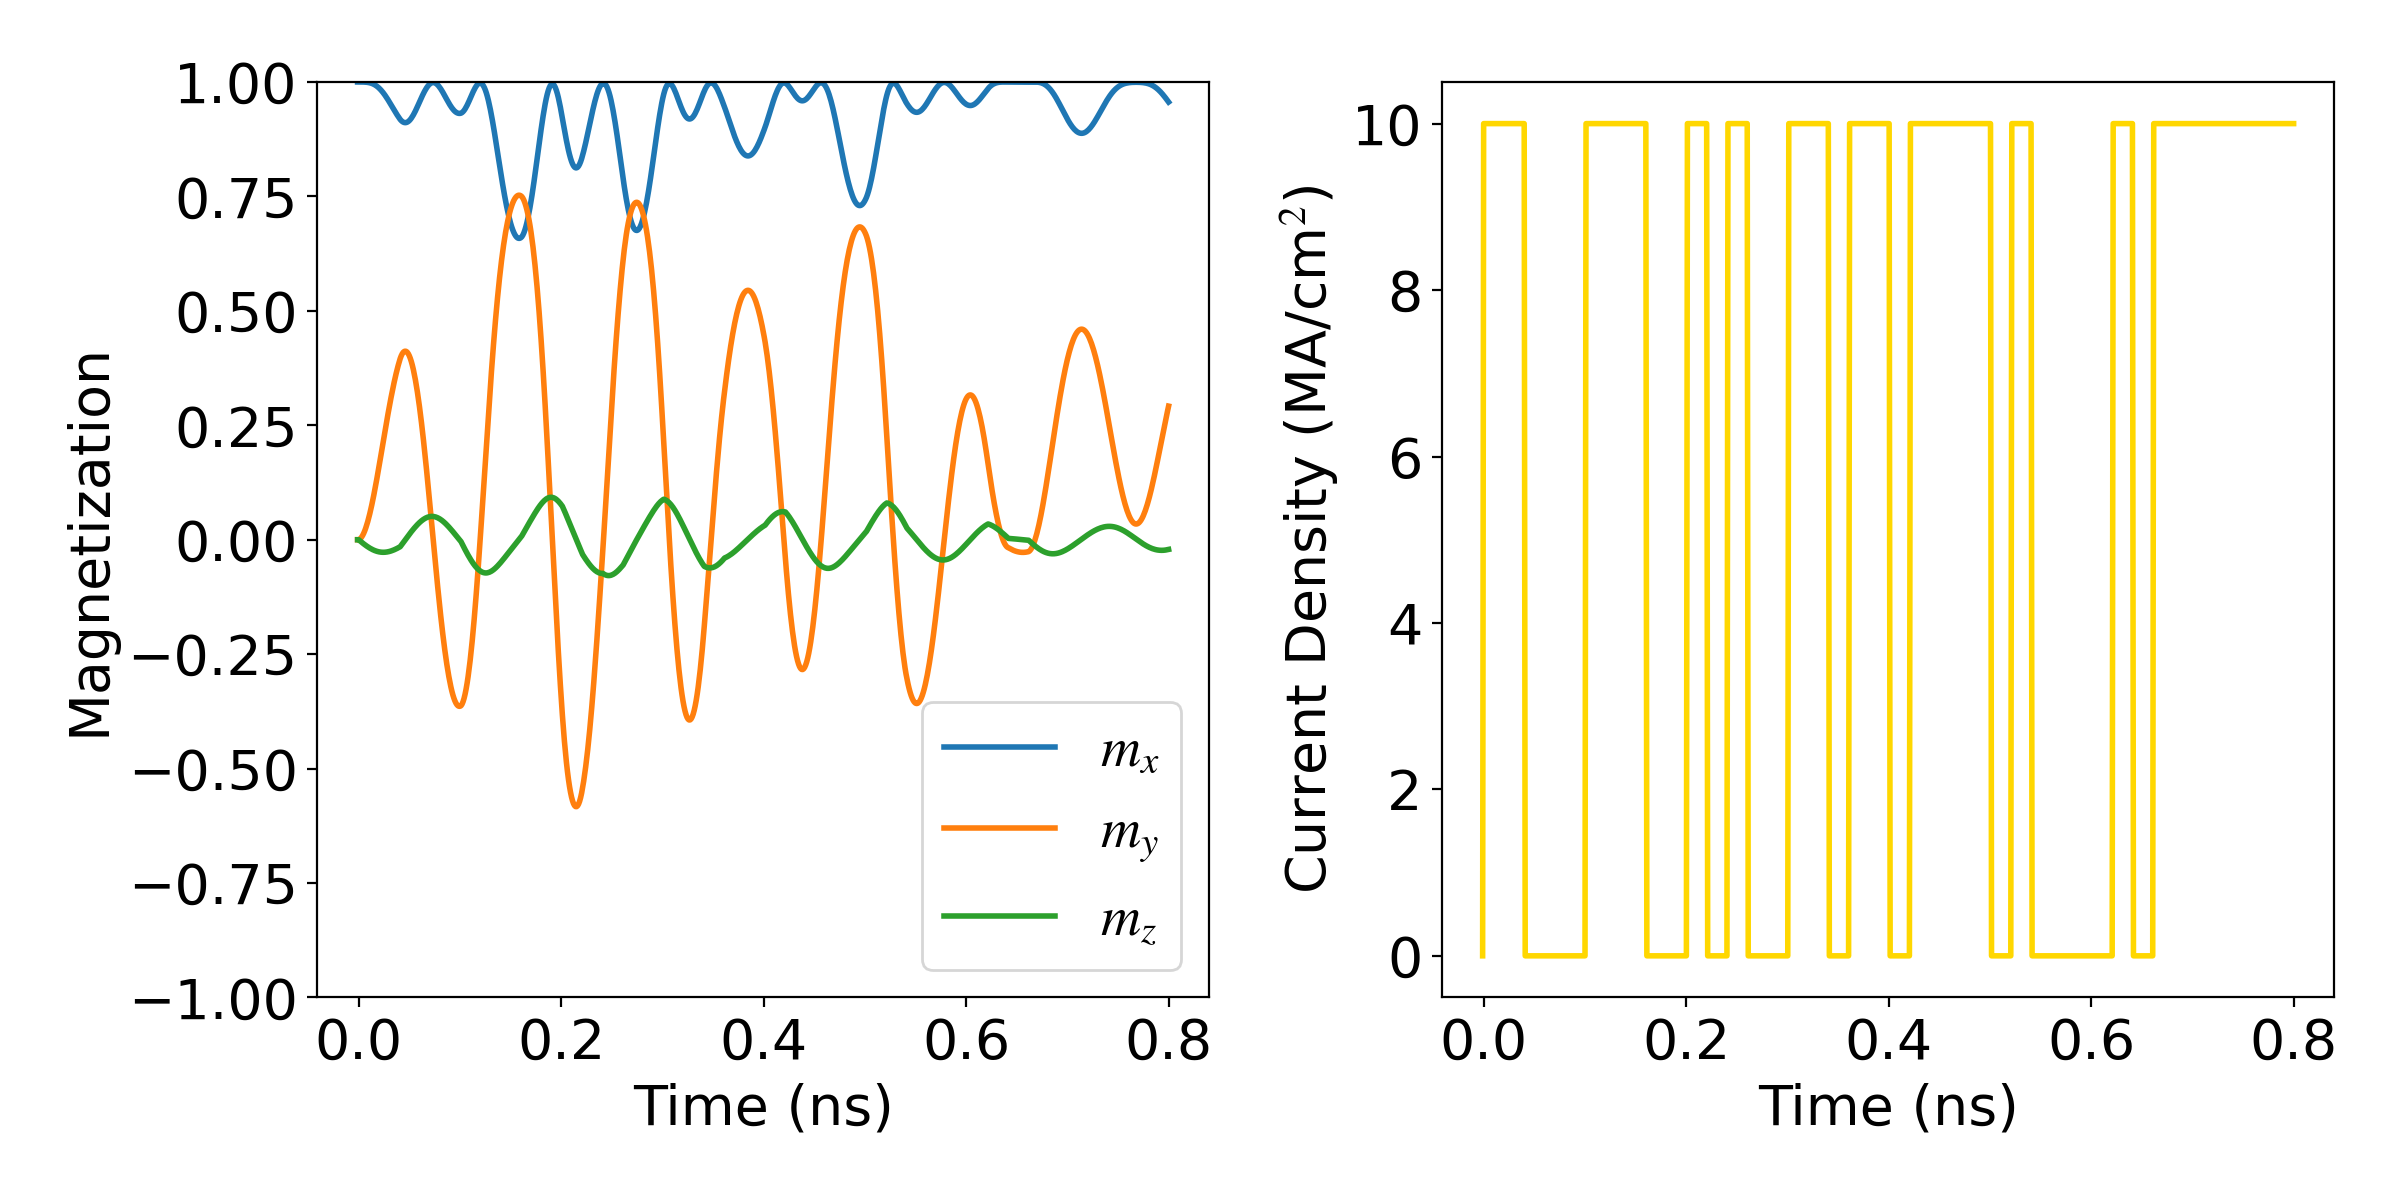 1.00
0.75
0.50
0.25
0.00
−0.25
−0.50
−0.75
−1.00
Magnetization
0.0 0.2 0.4 0.6 0.8
Time (ns)
m_x
m_y
m_z
10
8
6
4
2
0
Current Density (MA/cm²)
0.0 0.2 0.4 0.6 0.8
Time (ns)